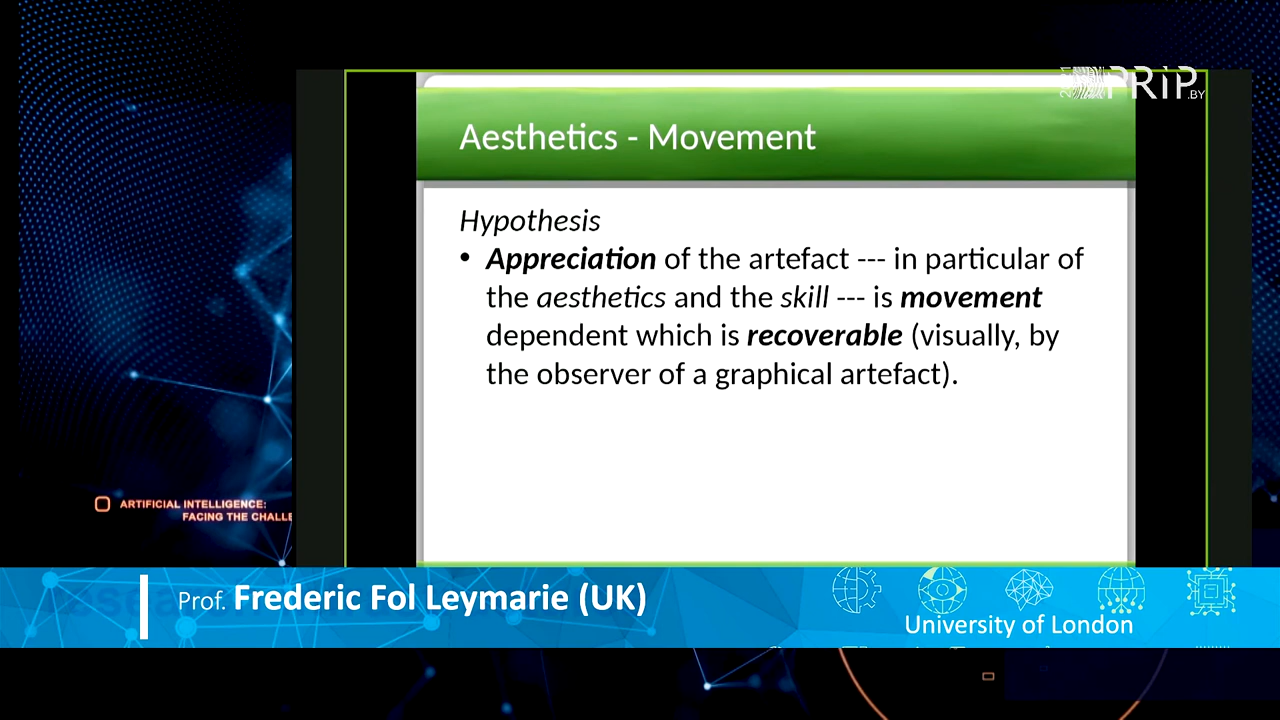 PRIP.BY
Aesthetics - Movement
Hypothesis
• Appreciation of the artefact --- in particular of
the aesthetics and the skill --- is movement
dependent which is recoverable (visually, by
the observer of a graphical artefact).
ARTIFICIAL INTELLIGENCE:
FACING THE CHALLE
Prof. Frederic Fol Leymarie (UK)
University of London